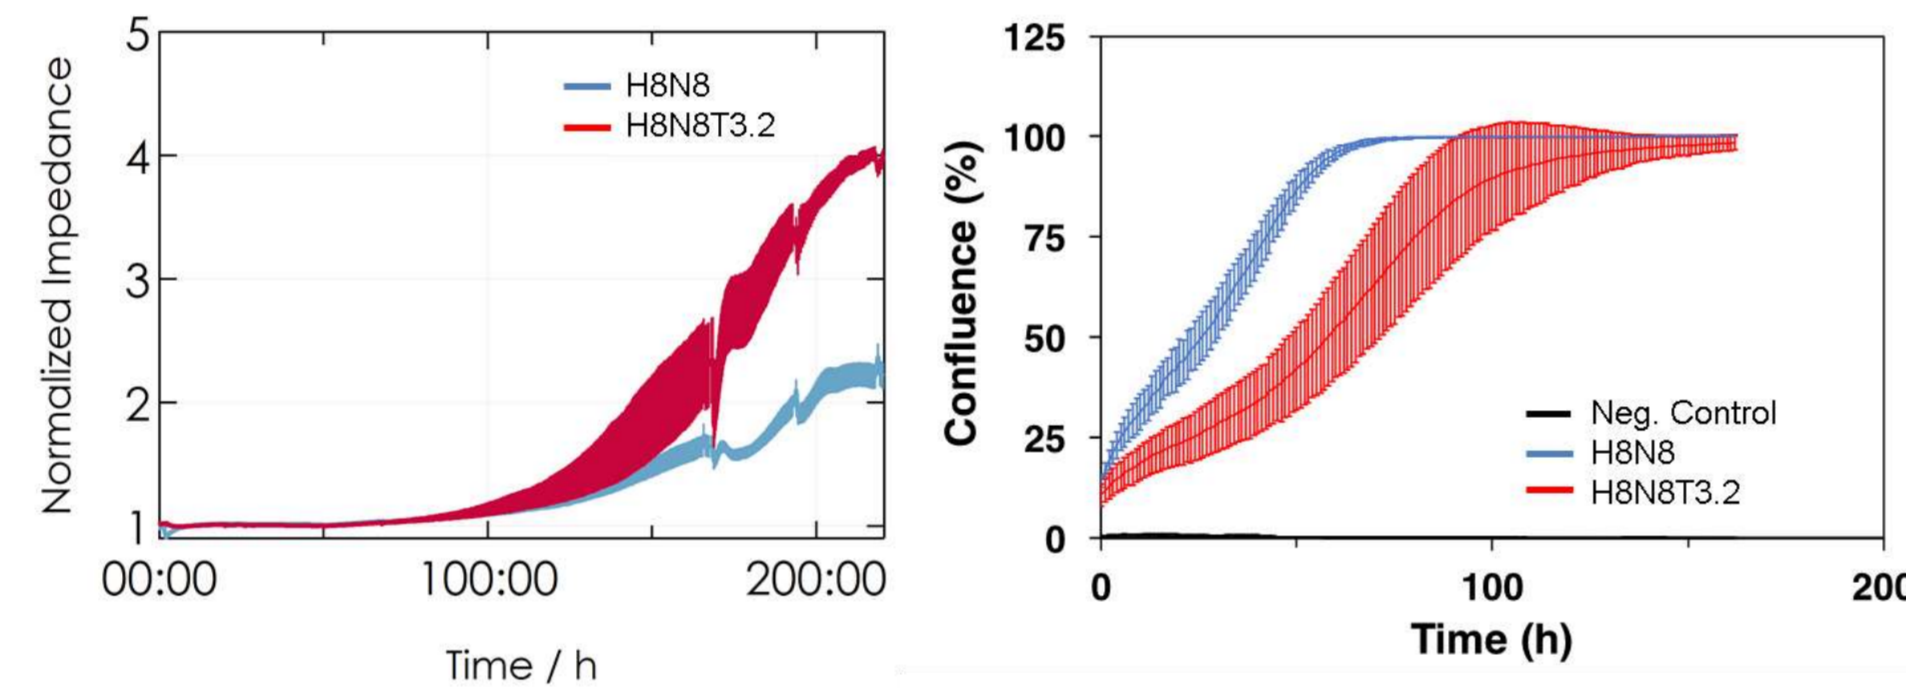 Normalized Impedance
5
4
3
2
1
H8N8
H8N8T3.2
00:00 100:00 200:00
Time / h
Confluence (%)
125
100
75
50
25
0
Neg. Control
H8N8
H8N8T3.2
0 100 200
Time (h)